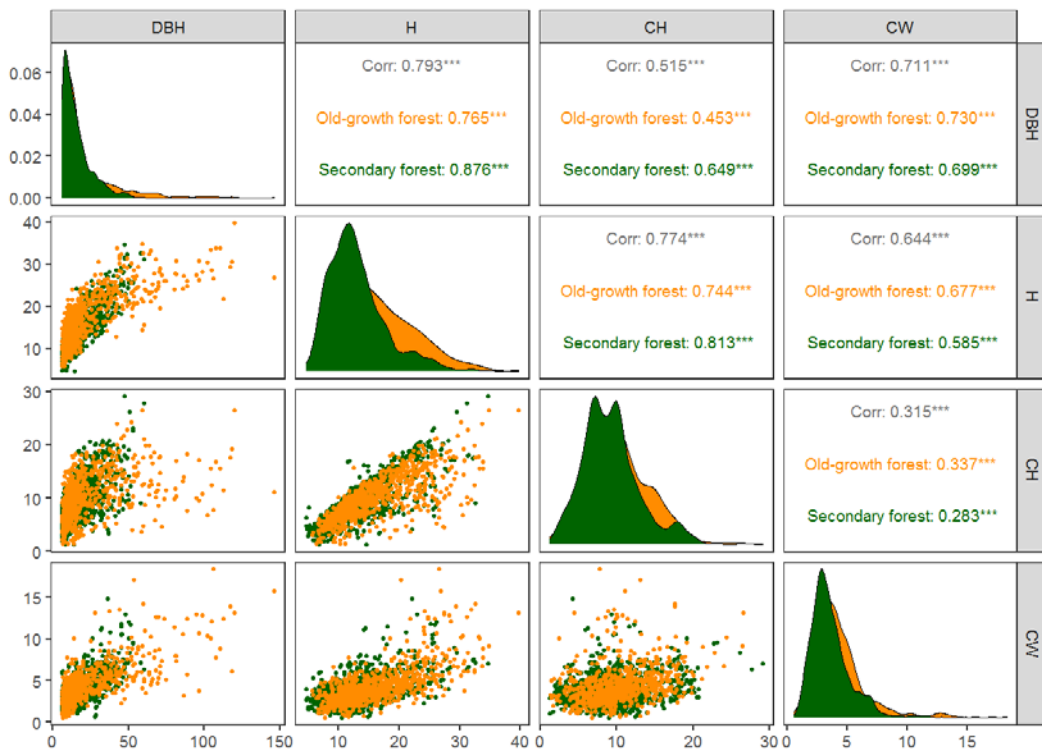 DBH H CH CW
0.06
0.04
0.02
0.00
Corr: 0.793***
Old-growth forest: 0.765***
Secondary forest: 0.876***
Corr: 0.515***
Old-growth forest: 0.453***
Secondary forest: 0.649***
Corr: 0.711***
Old-growth forest: 0.730***
Secondary forest: 0.699***
DBH
40
30
20
10
Corr: 0.774***
Old-growth forest: 0.744***
Secondary forest: 0.813***
Corr: 0.644***
Old-growth forest: 0.677***
Secondary forest: 0.585***
H
30
20
10
0
Corr: 0.315***
Old-growth forest: 0.337***
Secondary forest: 0.283***
CH
15
10
5
0
CW
0 50 100 150 10 20 30 40 0 10 20 30 0 5 10 15